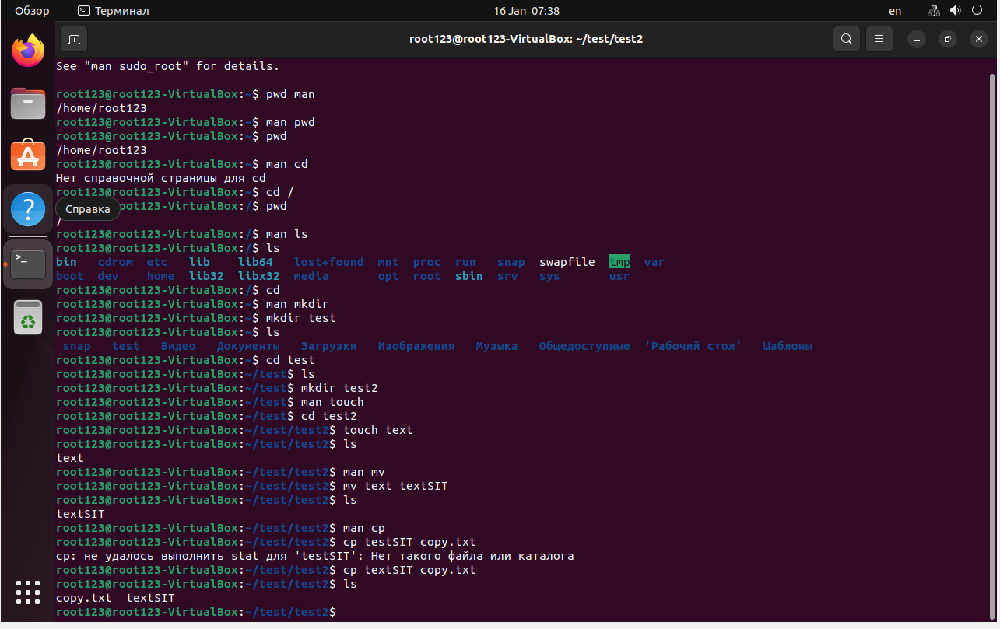 Обзор Терминал 16 Jan 07:38 en
root123@root123-VirtualBox: ~/test/test2
See "man sudo_root" for details.
root123@root123-VirtualBox:~$ pwd man
/home/root123
root123@root123-VirtualBox:~$ man pwd
root123@root123-VirtualBox:~$ pwd
/home/root123
root123@root123-VirtualBox:~$ man cd
Нет справочной страницы для cd
root123@root123-VirtualBox:~$ cd /
Справка
ot123-VirtualBox:/$ pwd
/
root123@root123-VirtualBox:/$ man ls
root123@root123-VirtualBox:/$ ls
bin cdrom etc lib lib64 lost+found mnt proc run snap swapfile tmp var
boot dev home lib32 libx32 media opt root sbin srv sys usr
root123@root123-VirtualBox:/$ cd
root123@root123-VirtualBox:~$ man mkdir
root123@root123-VirtualBox:~$ mkdir test
root123@root123-VirtualBox:~$ ls
snap test Видео Документы Загрузки Изображения Музыка Общедоступные 'Рабочий стол' Шаблоны
root123@root123-VirtualBox:~$ cd test
root123@root123-VirtualBox:~/test$ ls
root123@root123-VirtualBox:~/test$ mkdir test2
root123@root123-VirtualBox:~/test$ man touch
root123@root123-VirtualBox:~/test$ cd test2
root123@root123-VirtualBox:~/test/test2$ touch text
root123@root123-VirtualBox:~/test/test2$ ls
text
root123@root123-VirtualBox:~/test/test2$ man mv
root123@root123-VirtualBox:~/test/test2$ mv text textSIT
root123@root123-VirtualBox:~/test/test2$ ls
textSIT
root123@root123-VirtualBox:~/test/test2$ man cp
root123@root123-VirtualBox:~/test/test2$ cp testSIT copy.txt
cp: не удалось выполнить stat для 'testSIT': Нет такого файла или каталога
root123@root123-VirtualBox:~/test/test2$ cp textSIT copy.txt
root123@root123-VirtualBox:~/test/test2$ ls
copy.txt textSIT
root123@root123-VirtualBox:~/test/test2$